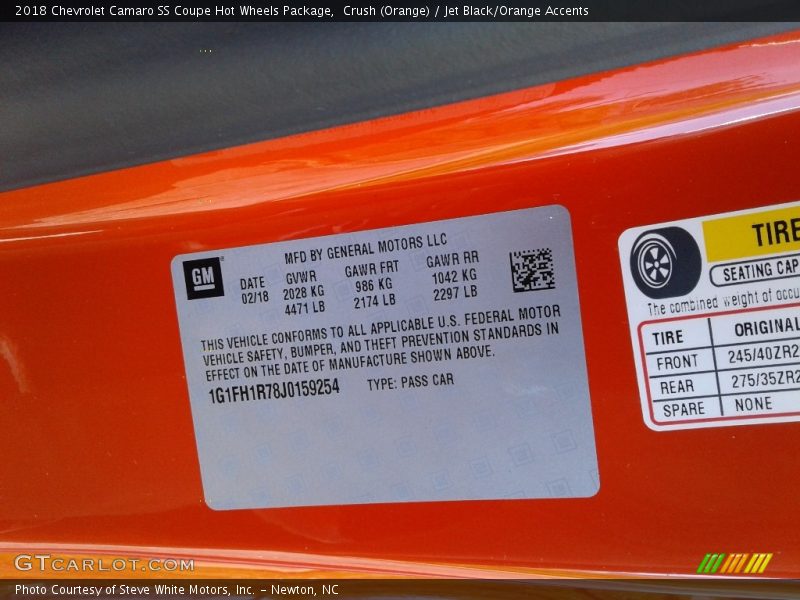 2018 Chevrolet Camaro SS Coupe Hot Wheels Package,  Crush (Orange) / Jet Black/Orange Accents
GM
MFD BY GENERAL MOTORS LLC
DATE GVWR GAWR FRT GAWR RR
02/18 2028 KG 986 KG 1042 KG
4471 LB 2174 LB 2297 LB
THIS VEHICLE CONFORMS TO ALL APPLICABLE U.S. FEDERAL MOTOR
VEHICLE SAFETY, BUMPER, AND THEFT PREVENTION STANDARDS IN
EFFECT ON THE DATE OF MANUFACTURE SHOWN ABOVE.
1G1FH1R78J0159254 TYPE: PASS CAR
TIRE
SEATING CAP
The combined weight of occu
TIRE ORIGINAL
FRONT 245/40ZR2
REAR 275/35ZR2
SPARE NONE
GTCARLOT.COM
Photo Courtesy of Steve White Motors, Inc. – Newton, NC